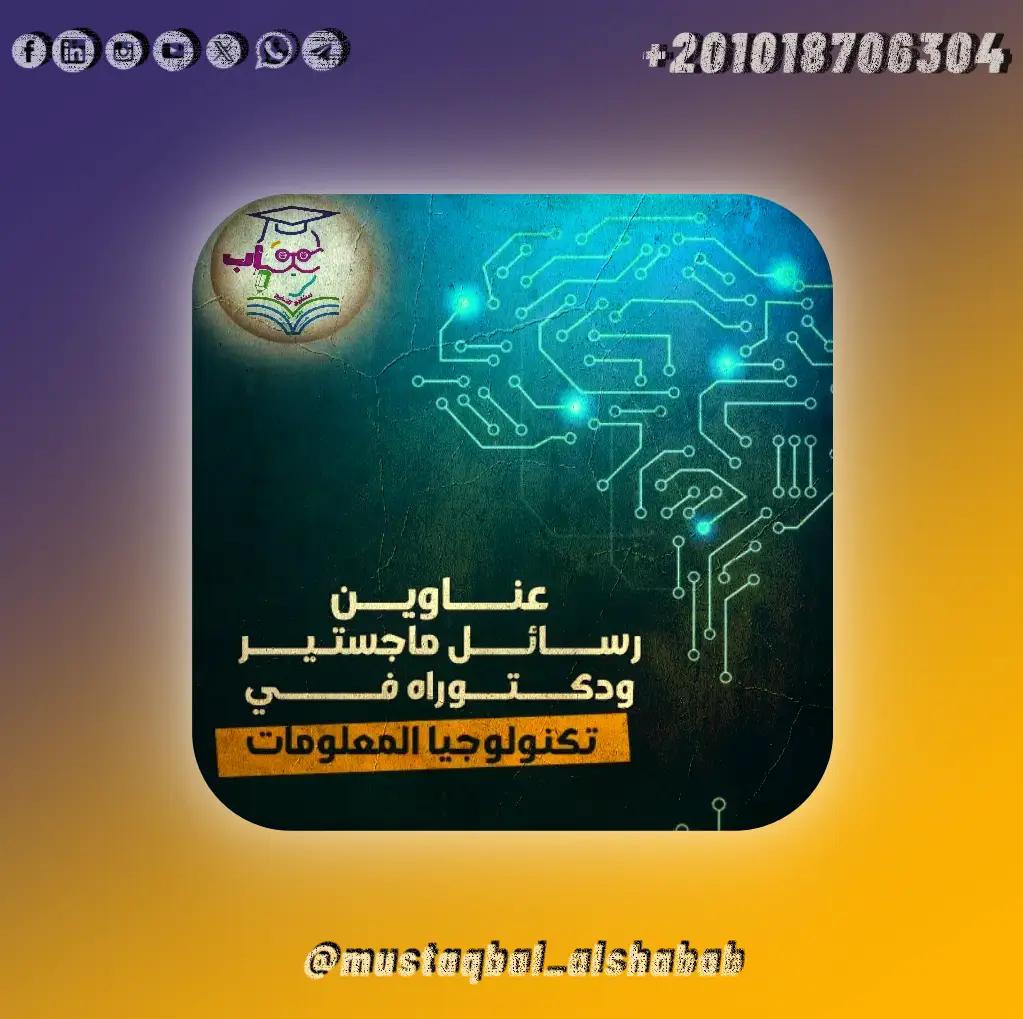 +201018706304
عناوين
رسائل ماجستير
ودكتوراه في
تكنولوجيا المعلومات
@mustaqbal_alshabab